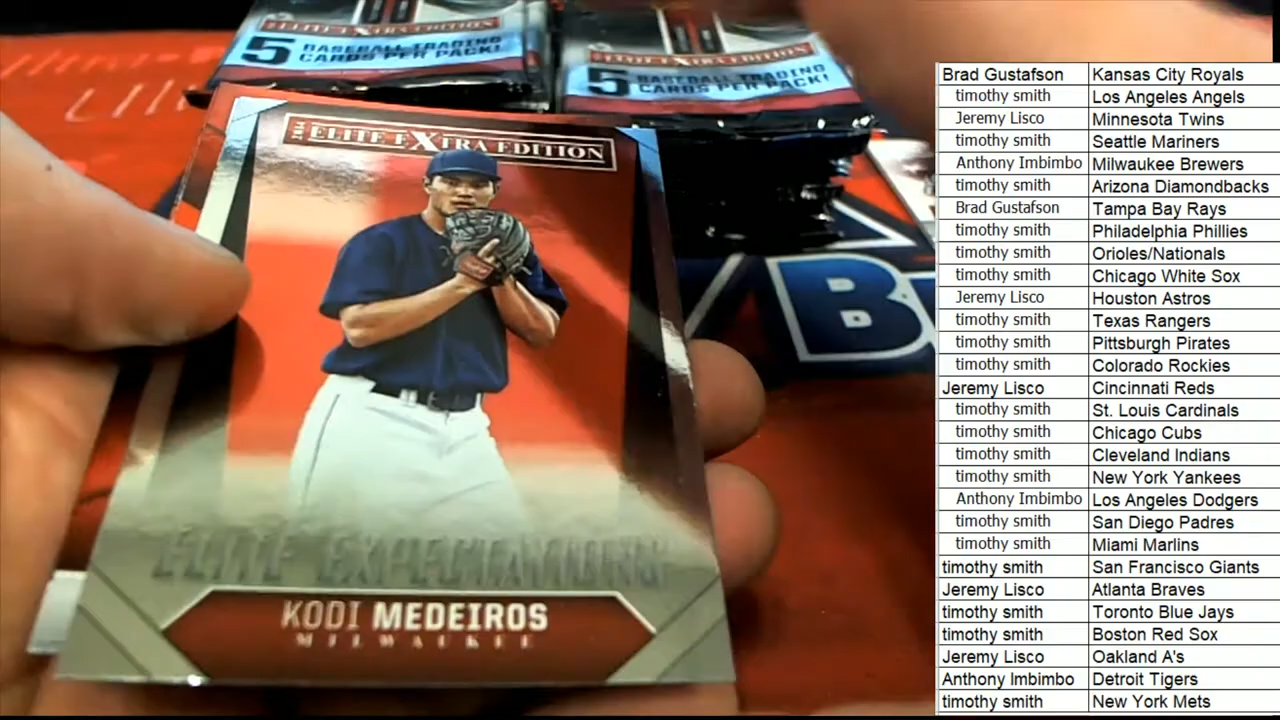 ELITE EXTRA EDITION
5 BASEBALL TRADING
CARDS PER PACK!
ELITE EXTRA EDITION
5 BASEBALL TRADING
CARDS PER PACK!
2014 ELITE EXTRA EDITION
ELITE EXPECTATIONS
KODI MEDEIROS
MILWAUKEE
B
Brad Gustafson Kansas City Royals
timothy smith Los Angeles Angels
Jeremy Lisco Minnesota Twins
timothy smith Seattle Mariners
Anthony Imbimbo Milwaukee Brewers
timothy smith Arizona Diamondbacks
Brad Gustafson Tampa Bay Rays
timothy smith Philadelphia Phillies
timothy smith Orioles/Nationals
timothy smith Chicago White Sox
Jeremy Lisco Houston Astros
timothy smith Texas Rangers
timothy smith Pittsburgh Pirates
timothy smith Colorado Rockies
Jeremy Lisco Cincinnati Reds
timothy smith St. Louis Cardinals
timothy smith Chicago Cubs
timothy smith Cleveland Indians
timothy smith New York Yankees
Anthony Imbimbo Los Angeles Dodgers
timothy smith San Diego Padres
timothy smith Miami Marlins
timothy smith San Francisco Giants
Jeremy Lisco Atlanta Braves
timothy smith Toronto Blue Jays
timothy smith Boston Red Sox
Jeremy Lisco Oakland A's
Anthony Imbimbo Detroit Tigers
timothy smith New York Mets